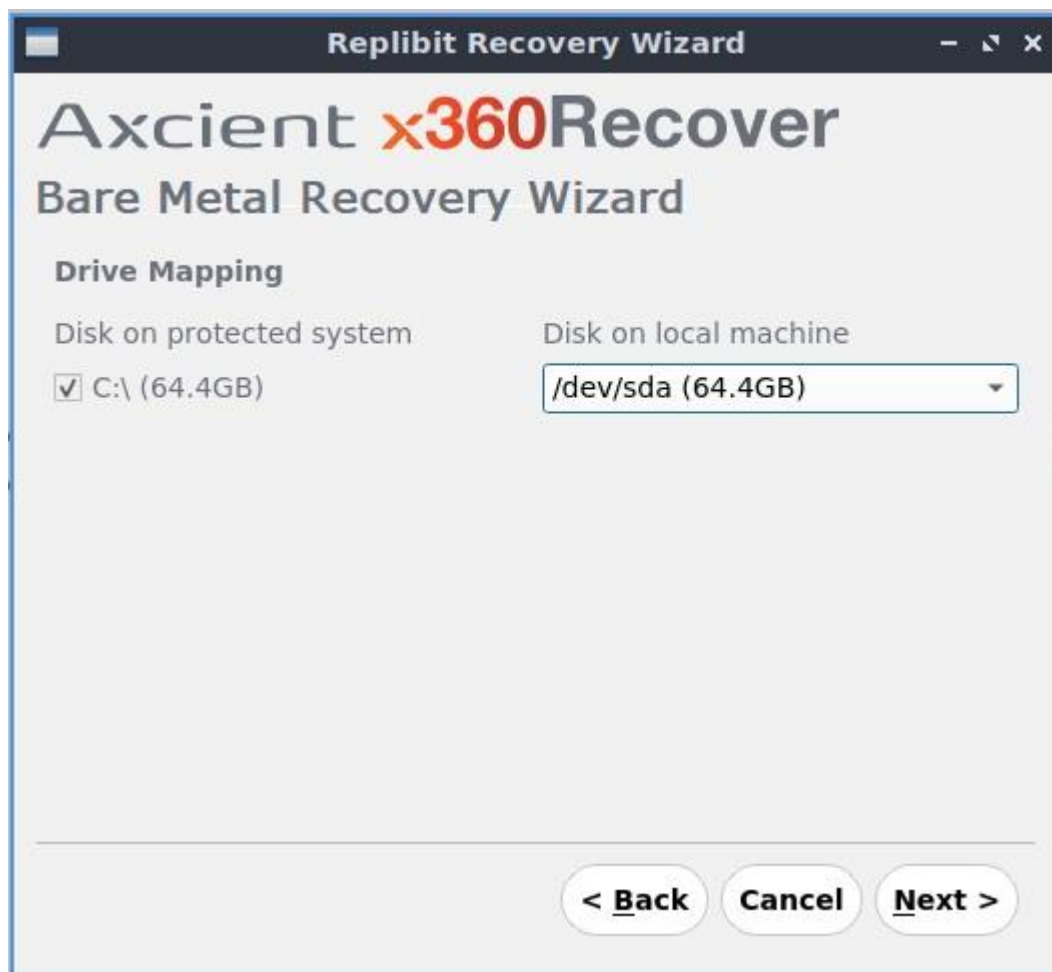 Replibit Recovery Wizard
Axcient x360Recover
Bare Metal Recovery Wizard
Drive Mapping
Disk on protected system Disk on local machine
C:\ (64.4GB) /dev/sda (64.4GB)
< Back Cancel Next >